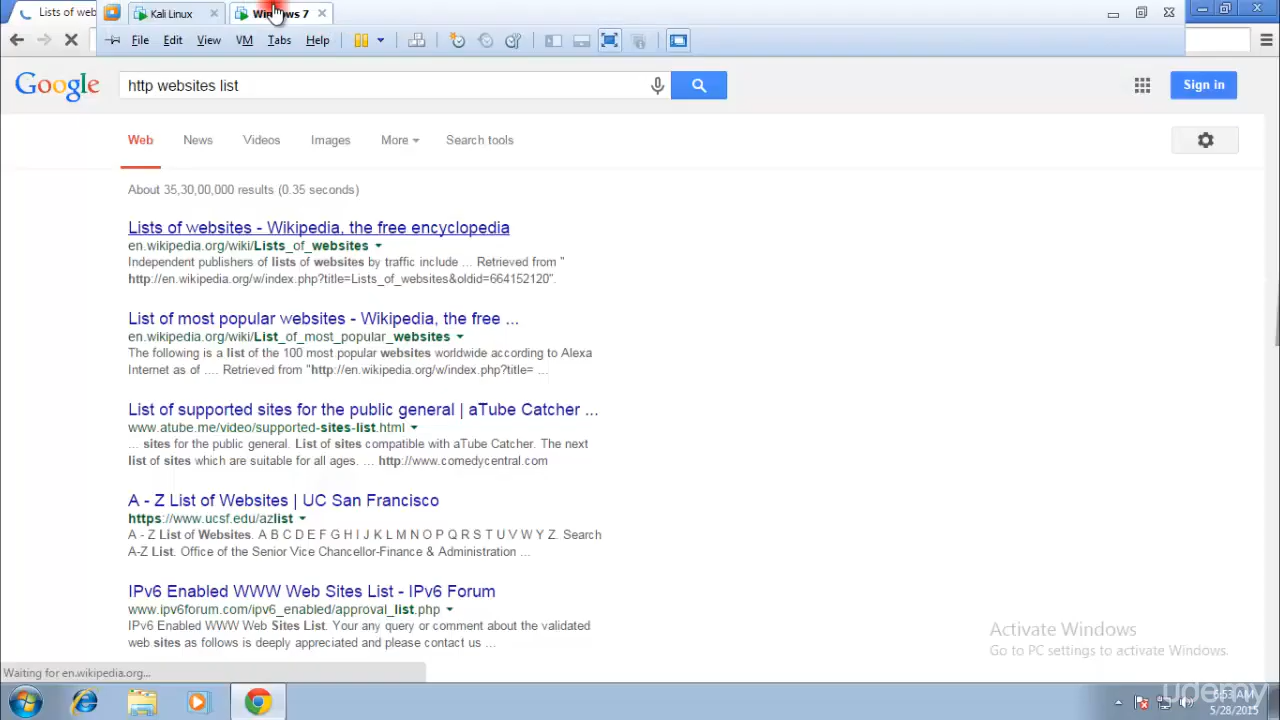 Lists of web
Kali Linux
Windows 7
File Edit View VM Tabs Help
Google
http websites list
Sign in
Web News Videos Images More Search tools
About 35,30,00,000 results (0.35 seconds)
Lists of websites - Wikipedia, the free encyclopedia
en.wikipedia.org/wiki/Lists_of_websites
Independent publishers of lists of websites by traffic include ... Retrieved from "
http://en.wikipedia.org/w/index.php?title=Lists_of_websites&oldid=664152120".
List of most popular websites - Wikipedia, the free ...
en.wikipedia.org/wiki/List_of_most_popular_websites
The following is a list of the 100 most popular websites worldwide according to Alexa
Internet as of .... Retrieved from "http://en.wikipedia.org/w/index.php?title= ...
List of supported sites for the public general | aTube Catcher ...
www.atube.me/video/supported-sites-list.html
... sites for the public general. List of sites compatible with aTube Catcher. The next
list of sites which are suitable for all ages. ... http://www.comedycentral.com
A - Z List of Websites | UC San Francisco
https://www.ucsf.edu/azlist
A - Z List of Websites. A B C D E F G H I J K L M N O P Q R S T U V W Y Z. Search
A-Z List. Office of the Senior Vice Chancellor-Finance & Administration ...
IPv6 Enabled WWW Web Sites List - IPv6 Forum
www.ipv6forum.com/ipv6_enabled/approval_list.php
IPv6 Enabled WWW Web Sites List. Your any query or comment about the validated
web sites as follows is deeply appreciated and please contact us ...
Activate Windows
Go to PC settings to activate Windows.
Waiting for en.wikipedia.org...
udemy
6:53 AM
5/28/2015